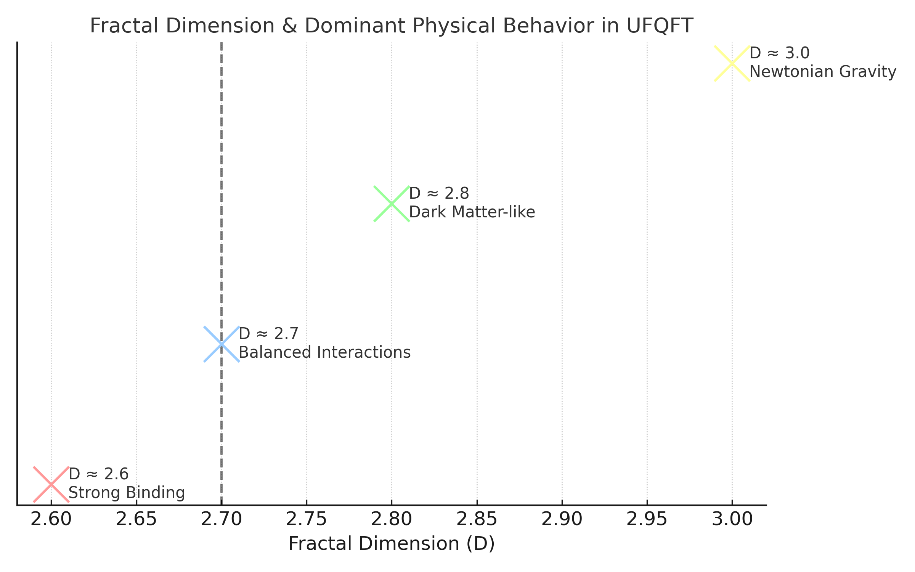 Fractal Dimension & Dominant Physical Behavior in UFQFT
D ≈ 3.0
Newtonian Gravity
D ≈ 2.8
Dark Matter-like
D ≈ 2.7
Balanced Interactions
D ≈ 2.6
Strong Binding
2.60 2.65 2.70 2.75 2.80 2.85 2.90 2.95 3.00
Fractal Dimension (D)